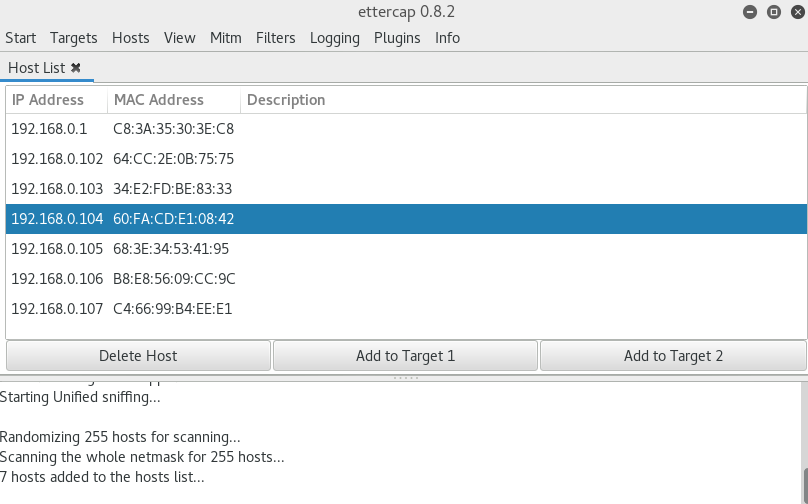 ettercap 0.8.2
Start Targets Hosts View Mitm Filters Logging Plugins Info
Host List ✖
IP Address MAC Address Description
192.168.0.1 C8:3A:35:30:3E:C8
192.168.0.102 64:CC:2E:0B:75:75
192.168.0.103 34:E2:FD:BE:83:33
192.168.0.104 60:FA:CD:E1:08:42
192.168.0.105 68:3E:34:53:41:95
192.168.0.106 B8:E8:56:09:CC:9C
192.168.0.107 C4:66:99:B4:EE:E1
Delete Host Add to Target 1 Add to Target 2
Starting Unified sniffing...
Randomizing 255 hosts for scanning...
Scanning the whole netmask for 255 hosts...
7 hosts added to the hosts list...